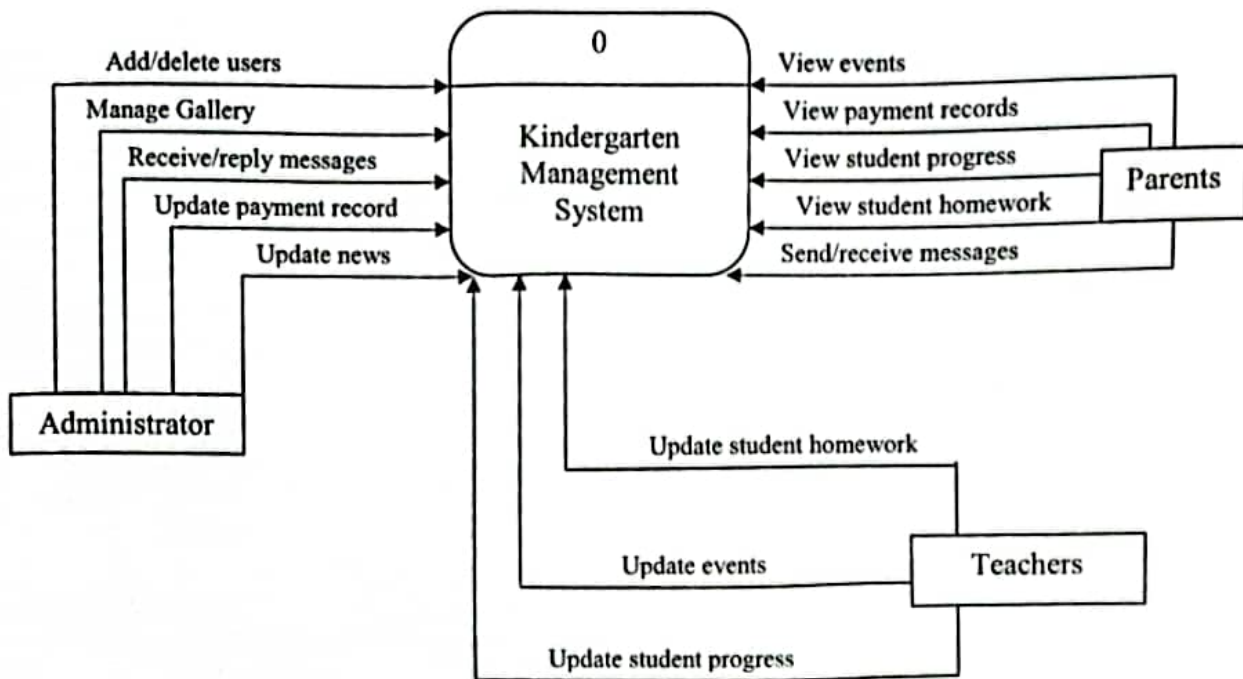 0
Kindergarten
Management
System
Add/delete users
Manage Gallery
Receive/reply messages
Update payment record
Update news
Administrator
View events
View payment records
View student progress
View student homework
Send/receive messages
Parents
Update student homework
Update events
Update student progress
Teachers